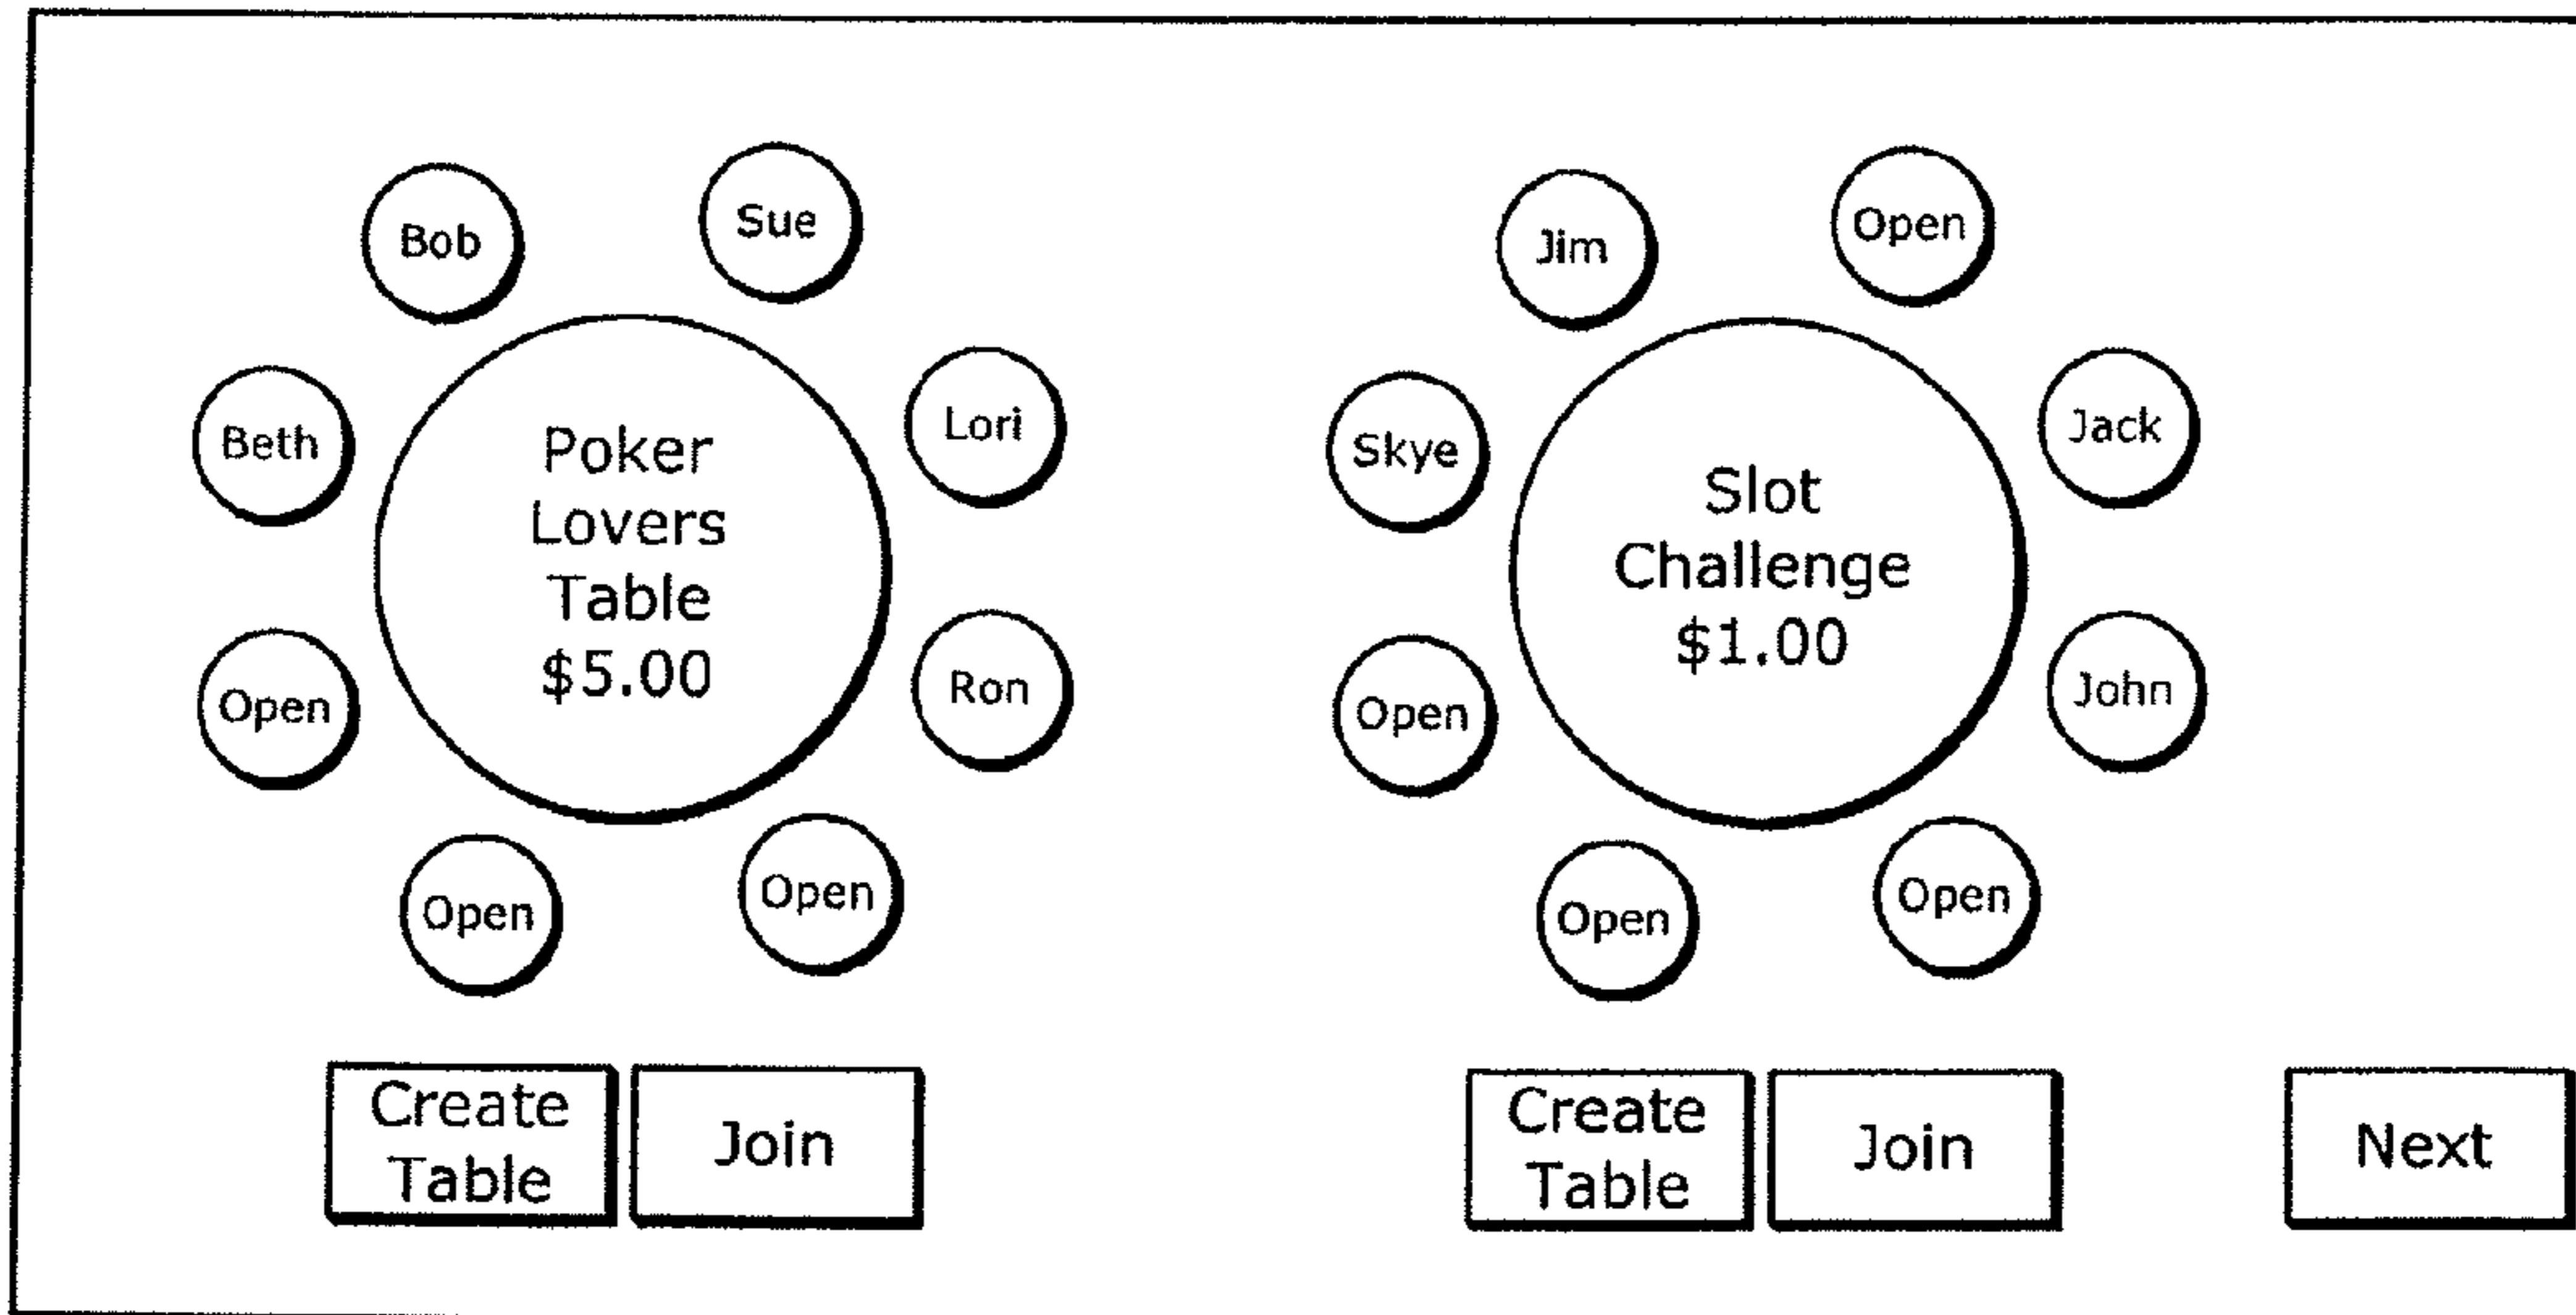 Bob
Sue
Beth
Lori
Poker
Lovers
Table
$5.00
Open
Ron
Open
Open
Create
Table
Join
Jim
Open
Skye
Jack
Slot
Challenge
$1.00
Open
John
Open
Open
Create
Table
Join
Next